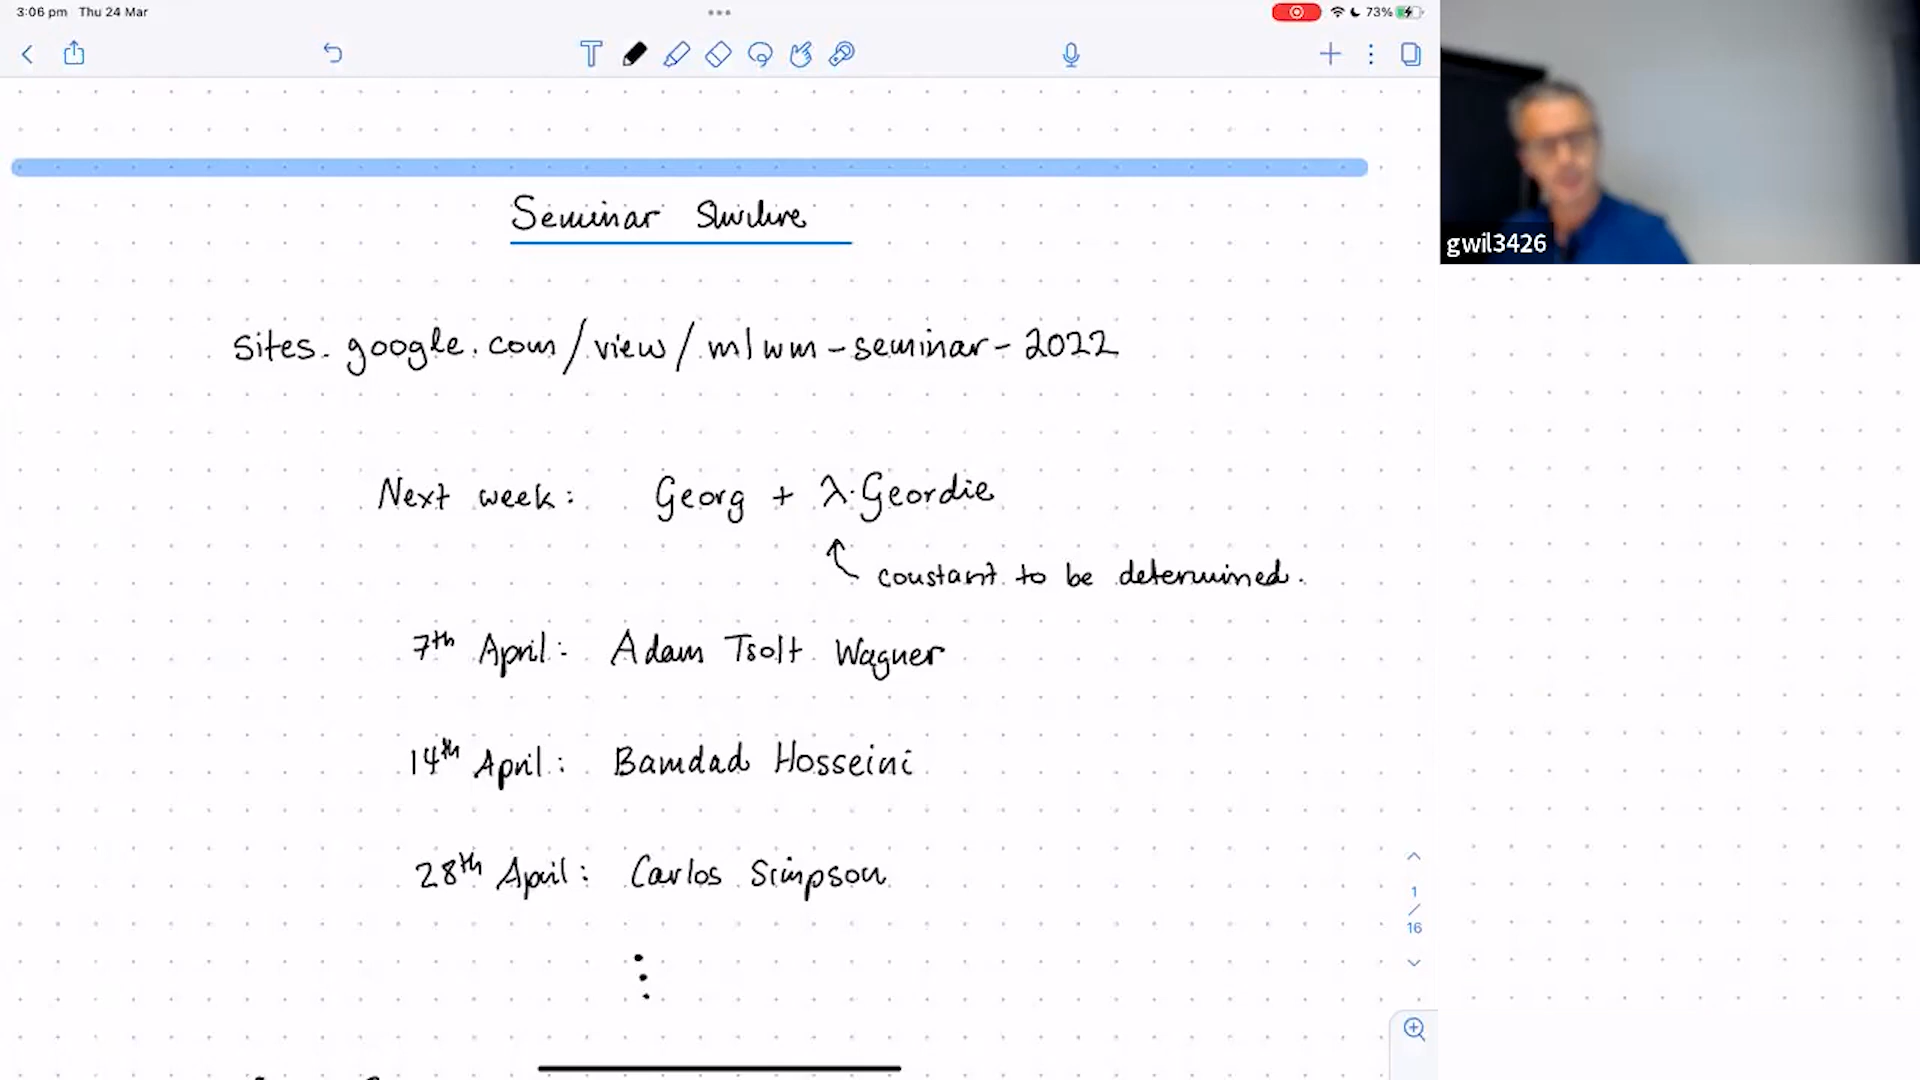 3:06 pm Thu 24 Mar
73%
gwil3426
Seminar Structure
sites.google.com/view/mlwm-seminar-2022
Next week: Georg + λ·Geordie
constant to be determined.
7th April: Adam Tsolt Wagner
14th April: Bamdad Hosseini
28th April: Carlos Simpson
1
/
16